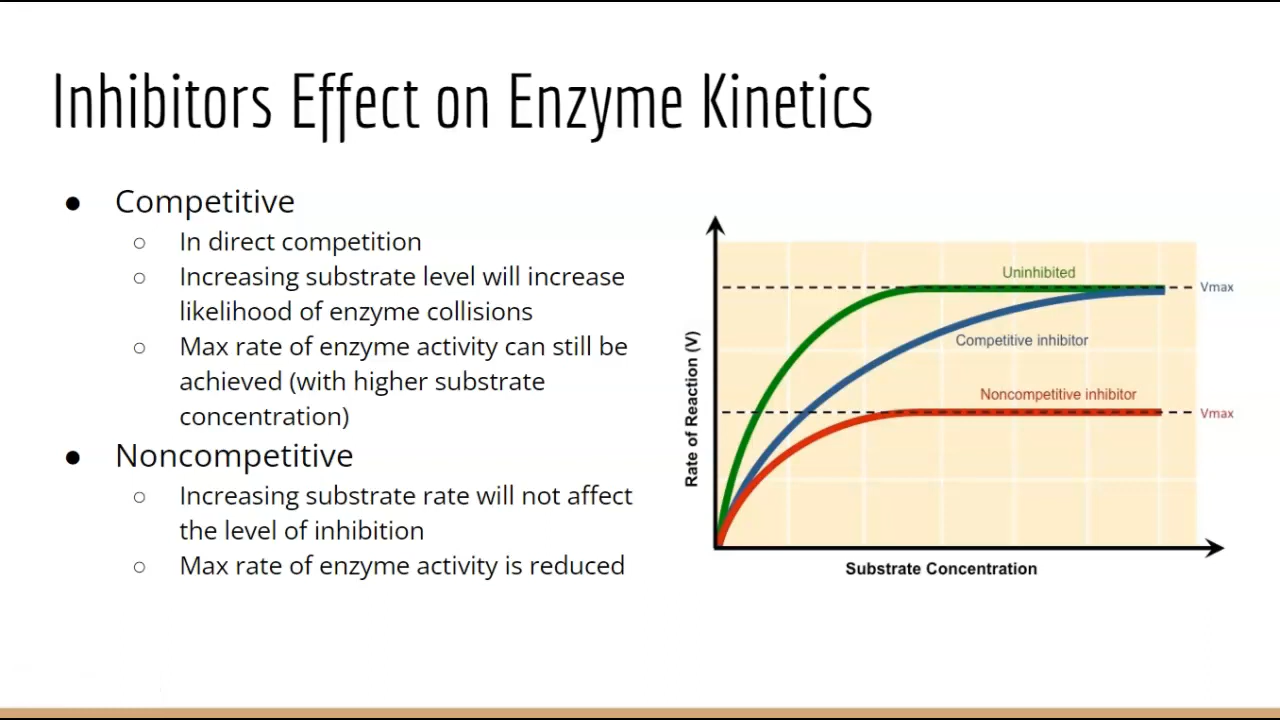 Inhibitors Effect on Enzyme Kinetics
● Competitive
○ In direct competition
○ Increasing substrate level will increase
likelihood of enzyme collisions
○ Max rate of enzyme activity can still be
achieved (with higher substrate
concentration)
● Noncompetitive
○ Increasing substrate rate will not affect
the level of inhibition
○ Max rate of enzyme activity is reduced
Rate of Reaction (V)
Uninhibited
Vmax
Competitive inhibitor
Noncompetitive inhibitor
Vmax
Substrate Concentration